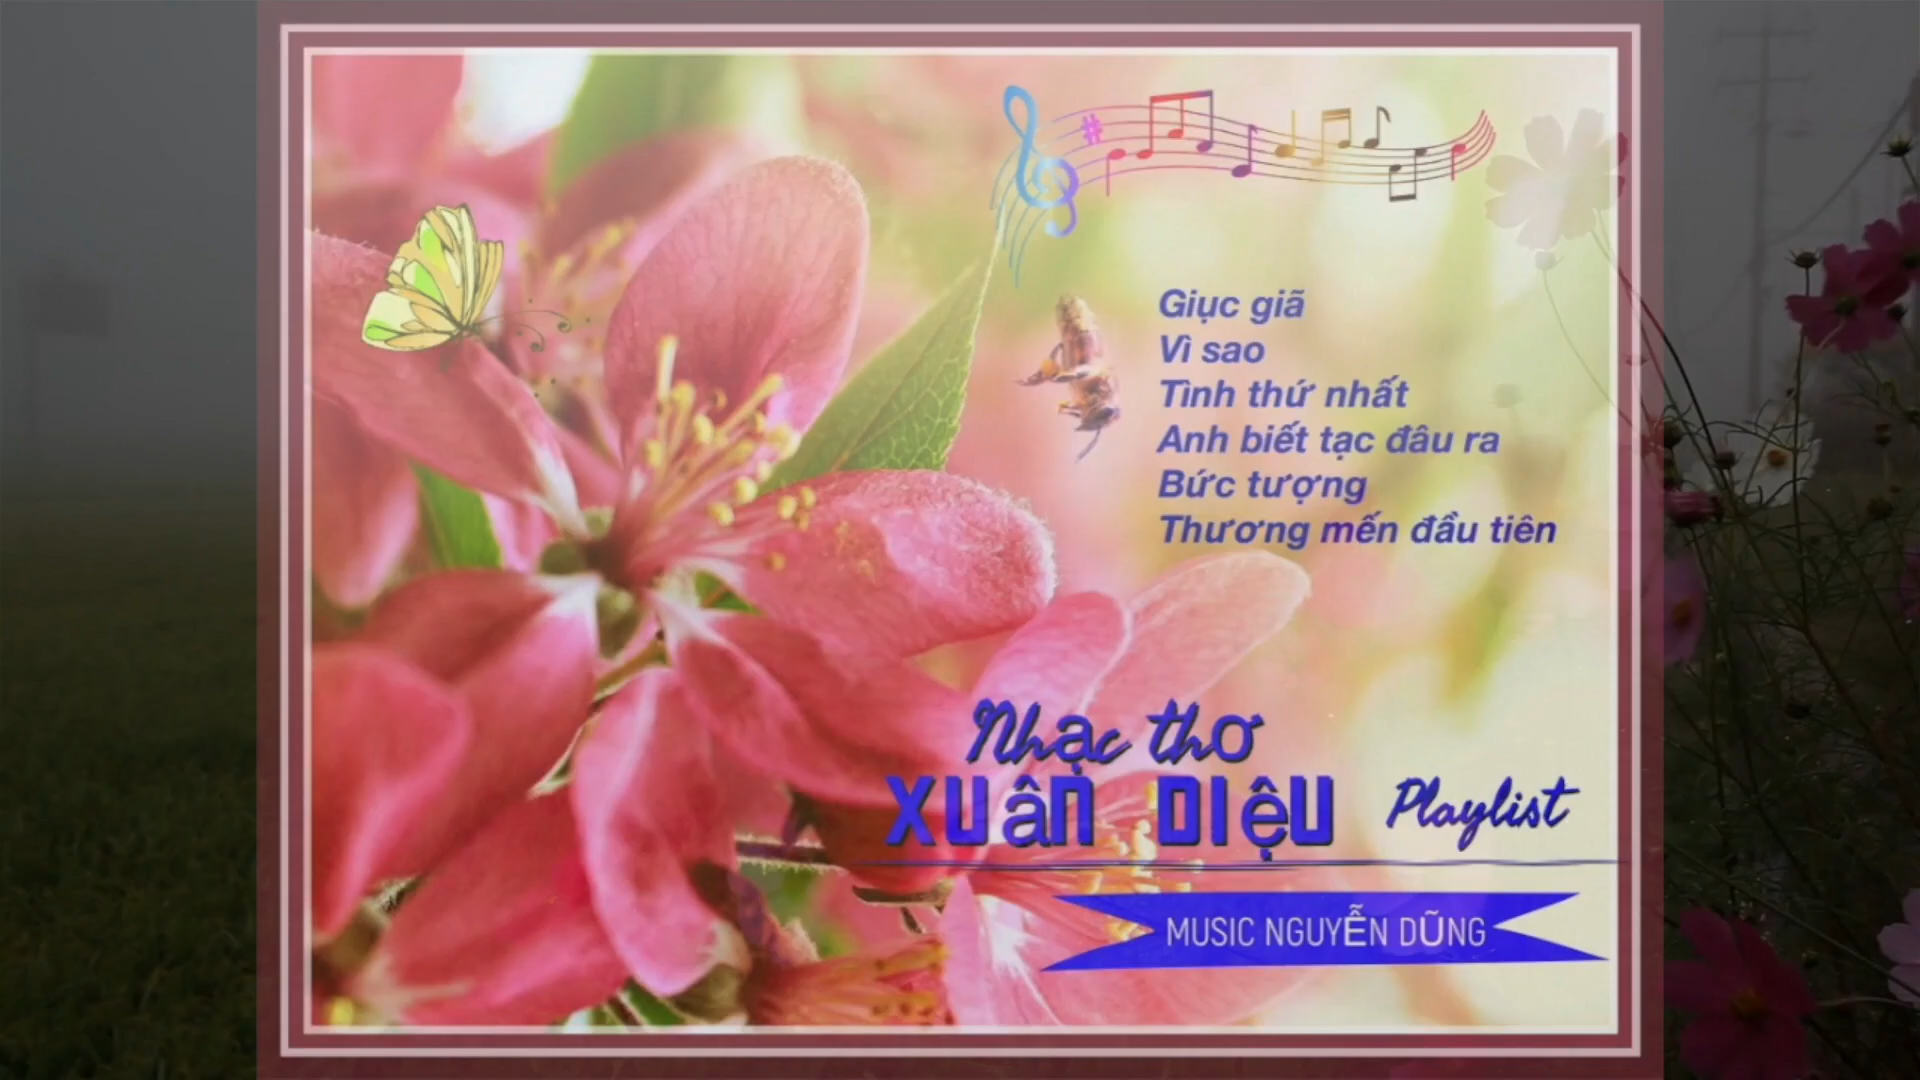 Giục giã
Vì sao
Tình thứ nhất
Anh biết tạc đâu ra
Bức tượng
Thương mến đầu tiên
Nhạc thơ
XUÂN DIỆU Playlist
MUSIC NGUYỄN DŨNG